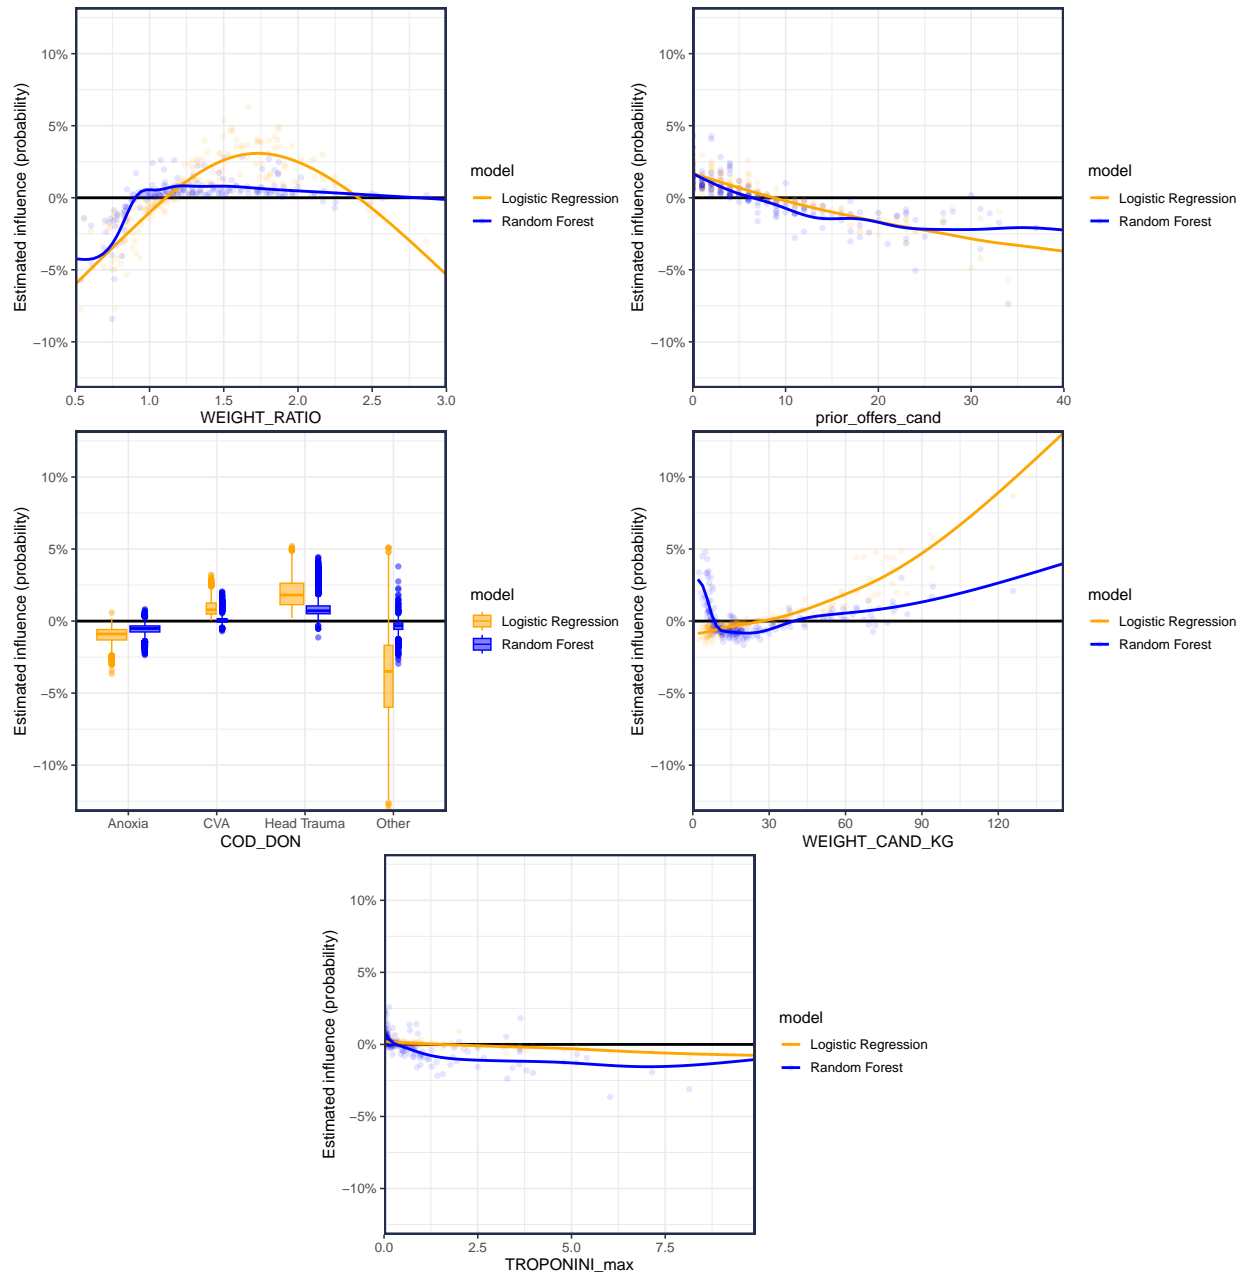 Estimated influence (probability)
10%
5%
0%
−5%
−10%
0.5 1.0 1.5 2.0 2.5 3.0
WEIGHT_RATIO
model
Logistic Regression
Random Forest
Estimated influence (probability)
10%
5%
0%
−5%
−10%
0 10 20 30 40
prior_offers_cand
model
Logistic Regression
Random Forest
Estimated influence (probability)
10%
5%
0%
−5%
−10%
Anoxia CVA Head Trauma Other
COD_DON
model
Logistic Regression
Random Forest
Estimated influence (probability)
10%
5%
0%
−5%
−10%
0 30 60 90 120
WEIGHT_CAND_KG
model
Logistic Regression
Random Forest
Estimated influence (probability)
10%
5%
0%
−5%
−10%
0.0 2.5 5.0 7.5
TROPONINI_max
model
Logistic Regression
Random Forest